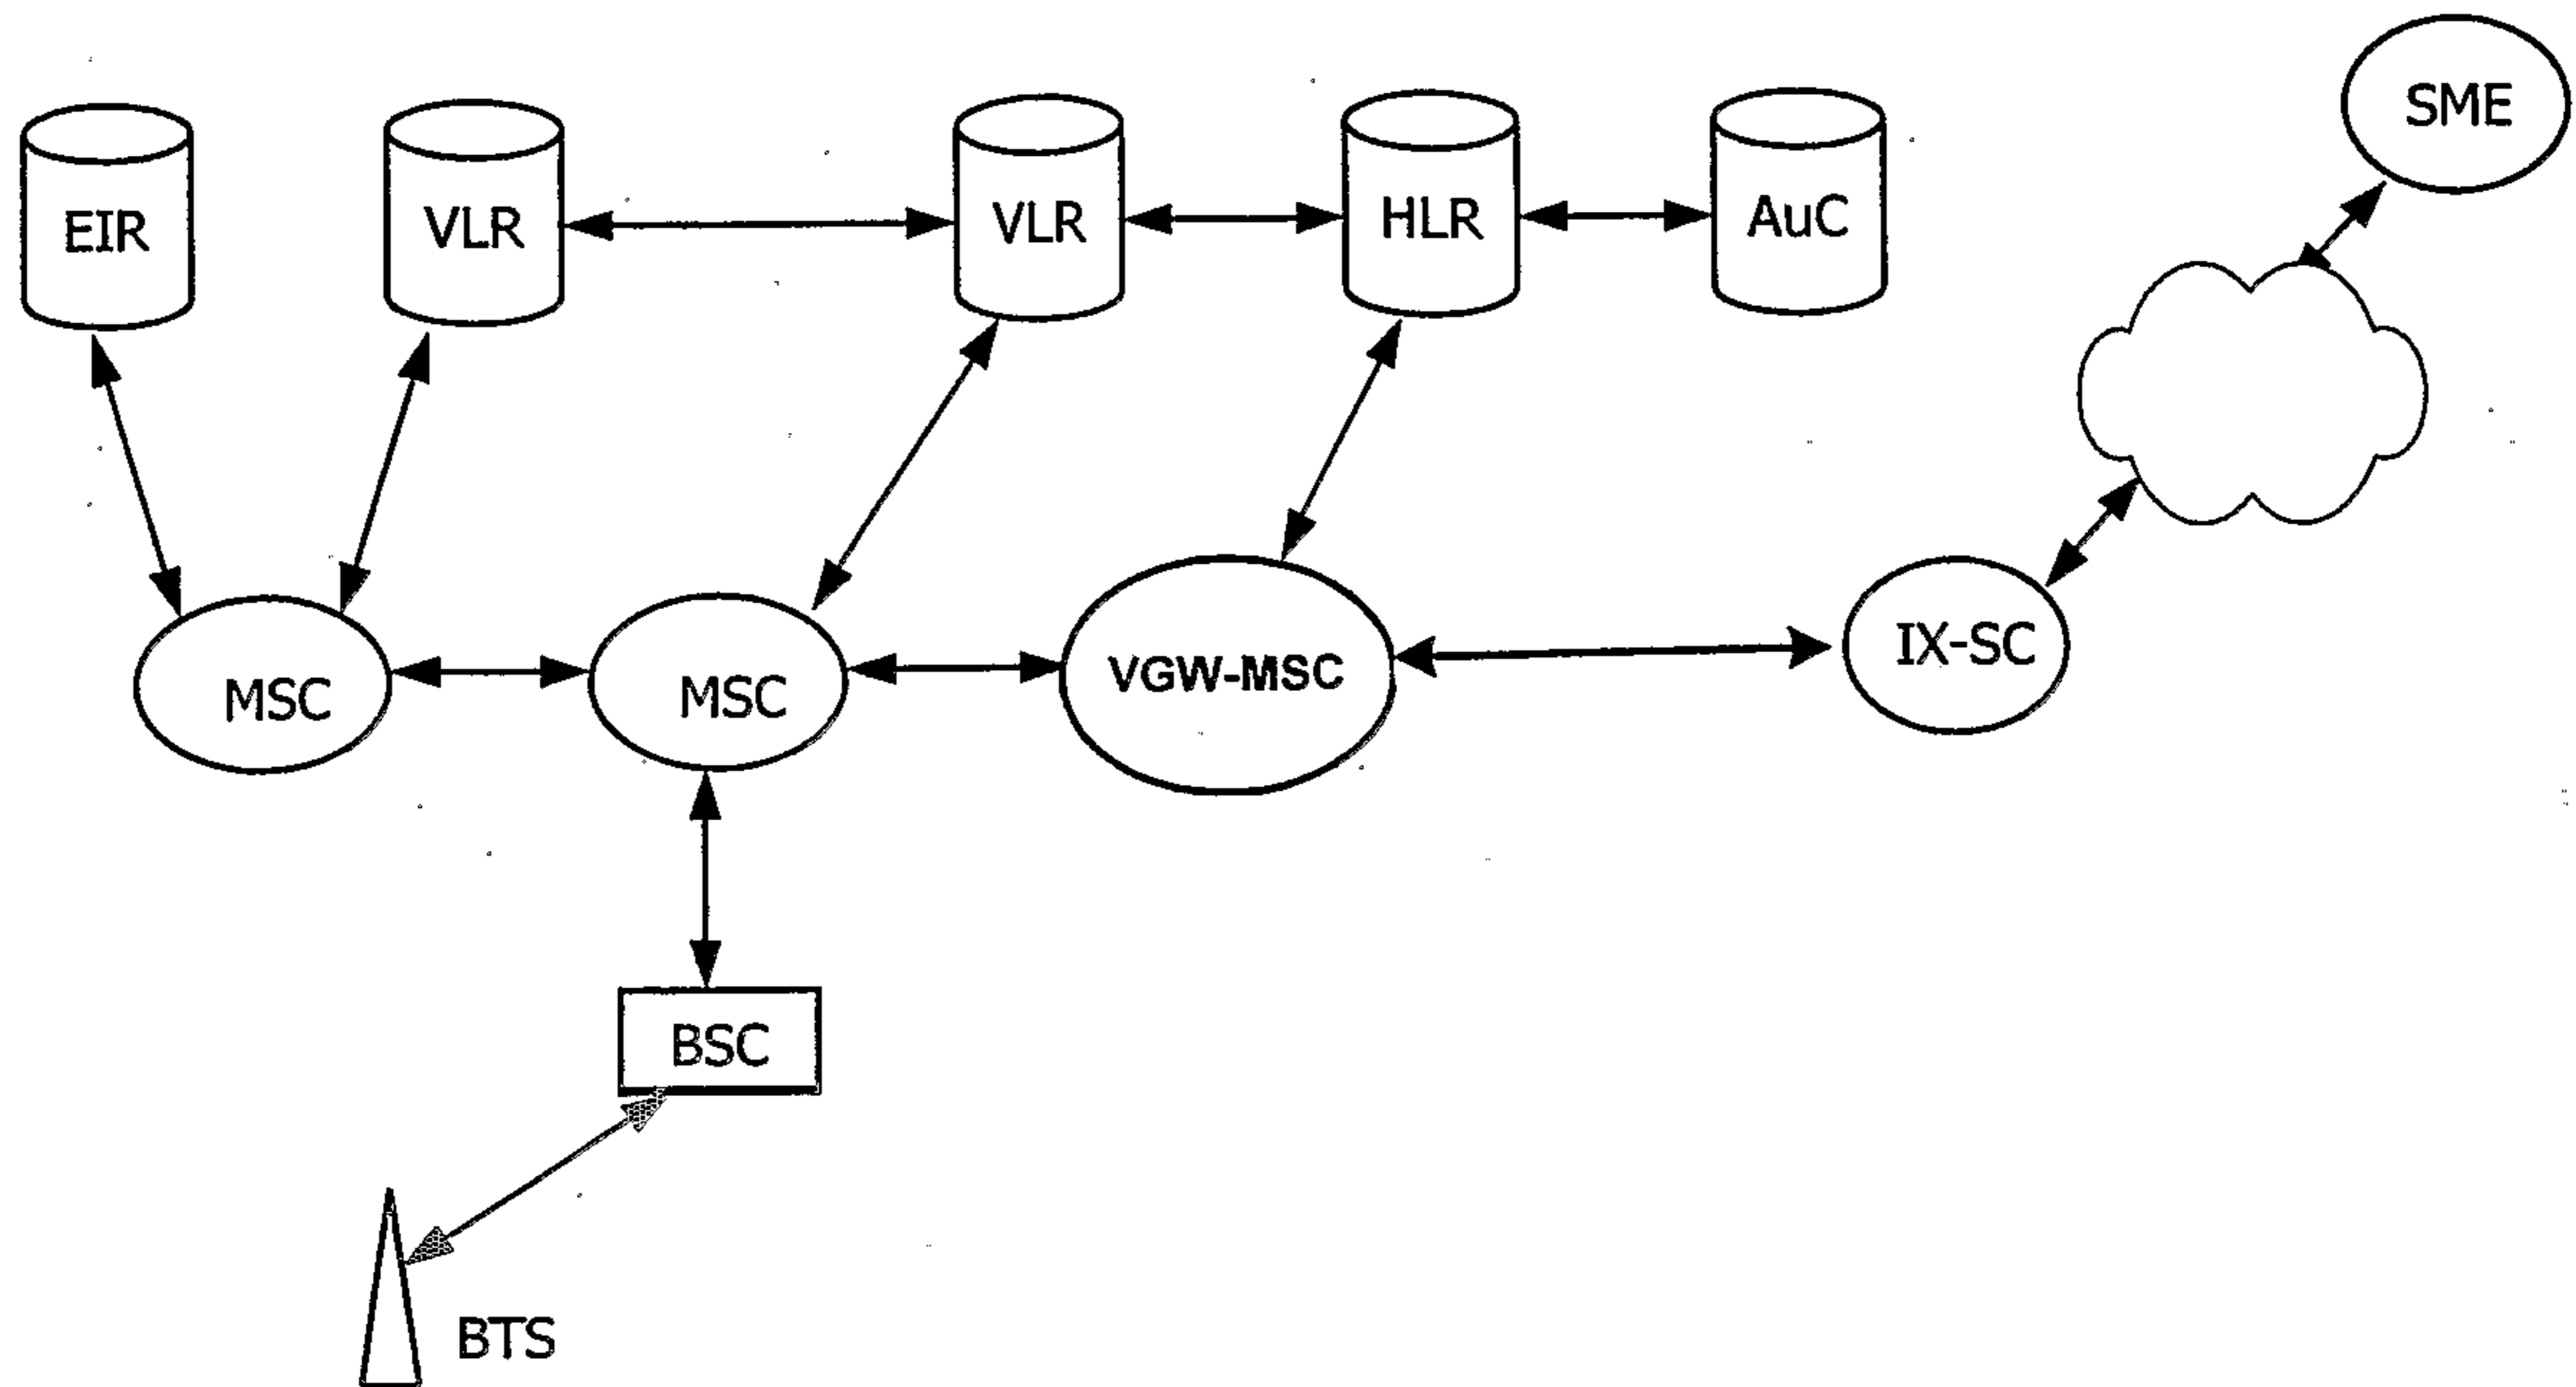 SME
EIR
VLR
VLR
HLR
AuC
MSC
MSC
VGW-MSC
IX-SC
BSC
BTS